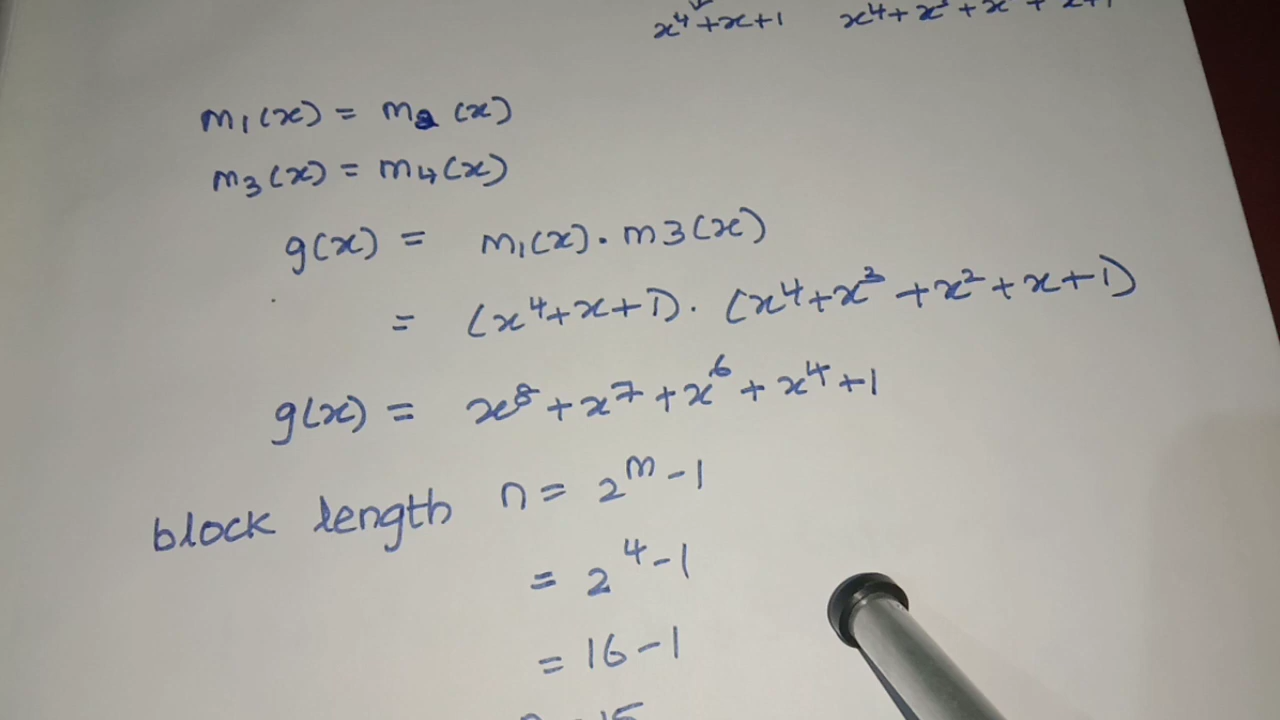 x⁴+x+1 x⁴+x³+x²+x+1
m₁(x) = m₂(x)
m₃(x) = m₄(x)
g(x) = m₁(x). m3(x)
= (x⁴+x+1). (x⁴+x³+x²+x+1)
g(x) = x⁸+x⁷+x⁶+x⁴+1
block length n = 2ᵐ-1
= 2⁴-1
= 16-1
15